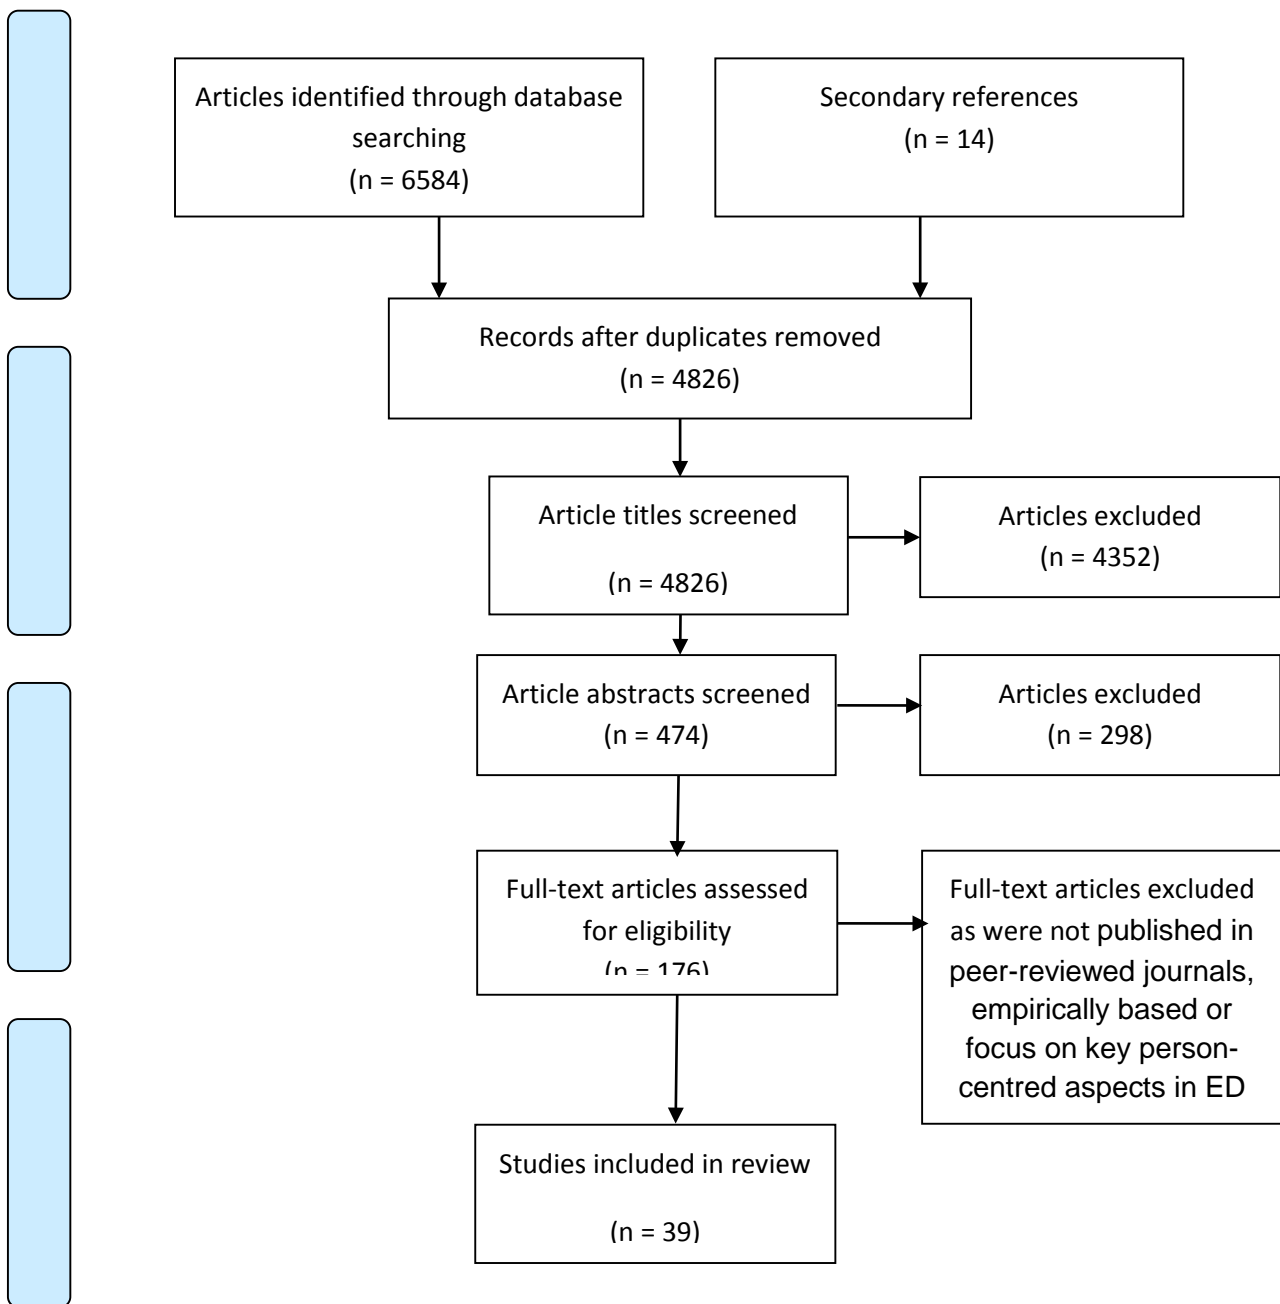 Articles identified through database
searching
(n = 6584)
Secondary references
(n = 14)
Records after duplicates removed
(n = 4826)
Article titles screened
(n = 4826)
Articles excluded
(n = 4352)
Article abstracts screened
(n = 474)
Articles excluded
(n = 298)
Full-text articles assessed
for eligibility
(n = 176)
Full-text articles excluded
as were not published in
peer-reviewed journals,
empirically based or
focus on key person-
centred aspects in ED
Studies included in review
(n = 39)